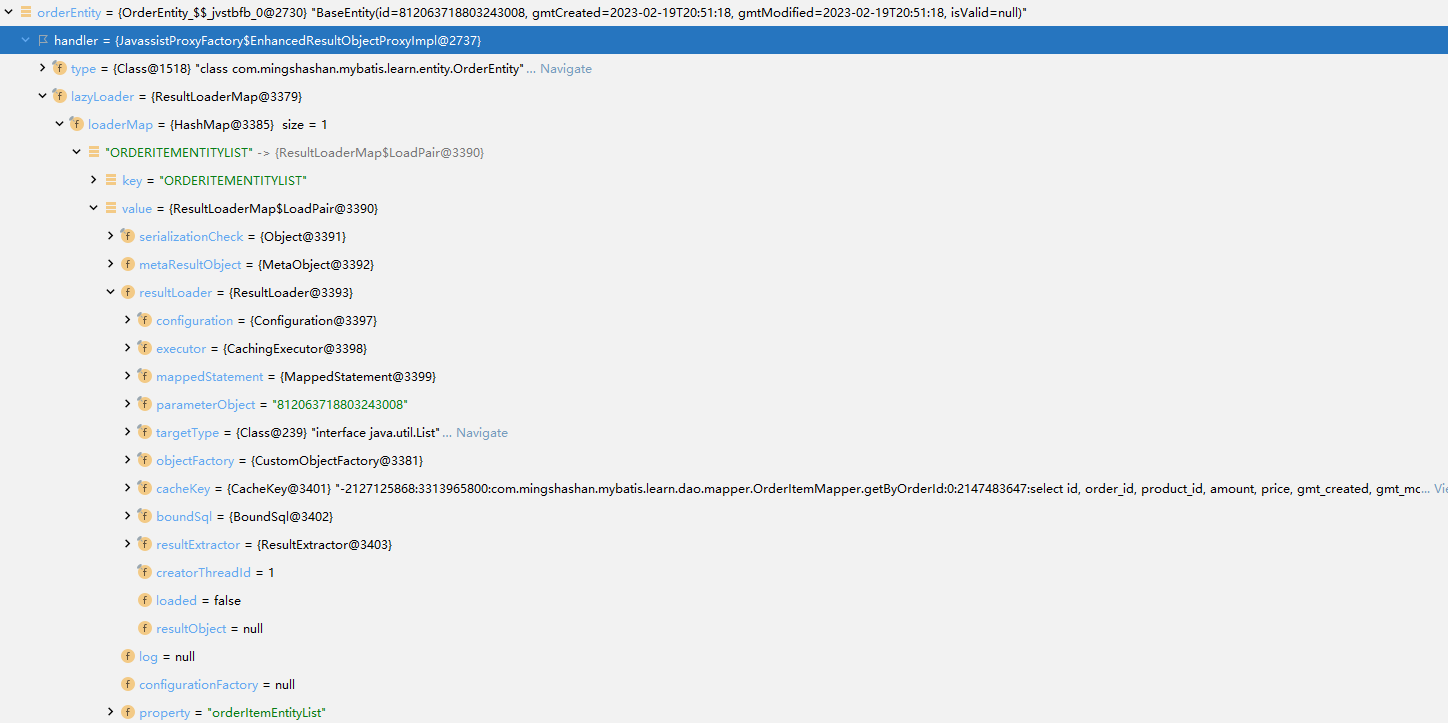 orderEntity = {OrderEntity_$$_jvstbfb_0@2730} "BaseEntity(id=812063718803243008, gmtCreated=2023-02-19T20:51:18, gmtModified=2023-02-19T20:51:18, isValid=null)"
handler = {JavassistProxyFactory$EnhancedResultObjectProxyImpl@2737}
type = {Class@1518} "class com.mingshashan.mybatis.learn.entity.OrderEntity"... Navigate
lazyLoader = {ResultLoaderMap@3379}
loaderMap = {HashMap@3385} size = 1
"ORDERITEMENTITYLIST" -> {ResultLoaderMap$LoadPair@3390}
key = "ORDERITEMENTITYLIST"
value = {ResultLoaderMap$LoadPair@3390}
serializationCheck = {Object@3391}
metaResultObject = {MetaObject@3392}
resultLoader = {ResultLoader@3393}
configuration = {Configuration@3397}
executor = {CachingExecutor@3398}
mappedStatement = {MappedStatement@3399}
parameterObject = "812063718803243008"
targetType = {Class@239} "interface java.util.List"... Navigate
objectFactory = {CustomObjectFactory@3381}
cacheKey = {CacheKey@3401} "-2127125868:3313965800:com.mingshashan.mybatis.learn.dao.mapper.OrderItemMapper.getByOrderId:0:2147483647:select id, order_id, product_id, amount, price, gmt_created, gmt_mc... Vie
boundSql = {BoundSql@3402}
resultExtractor = {ResultExtractor@3403}
creatorThreadId = 1
loaded = false
resultObject = null
log = null
configurationFactory = null
property = "orderItemEntityList"